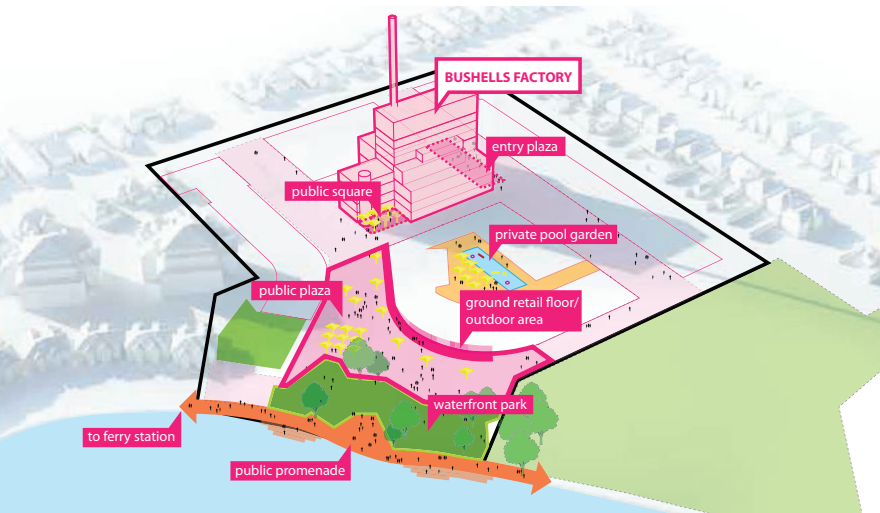 BUSHELLS FACTORY
entry plaza
public square
private pool garden
public plaza
ground retail floor/
outdoor area
waterfront park
to ferry station
public promenade